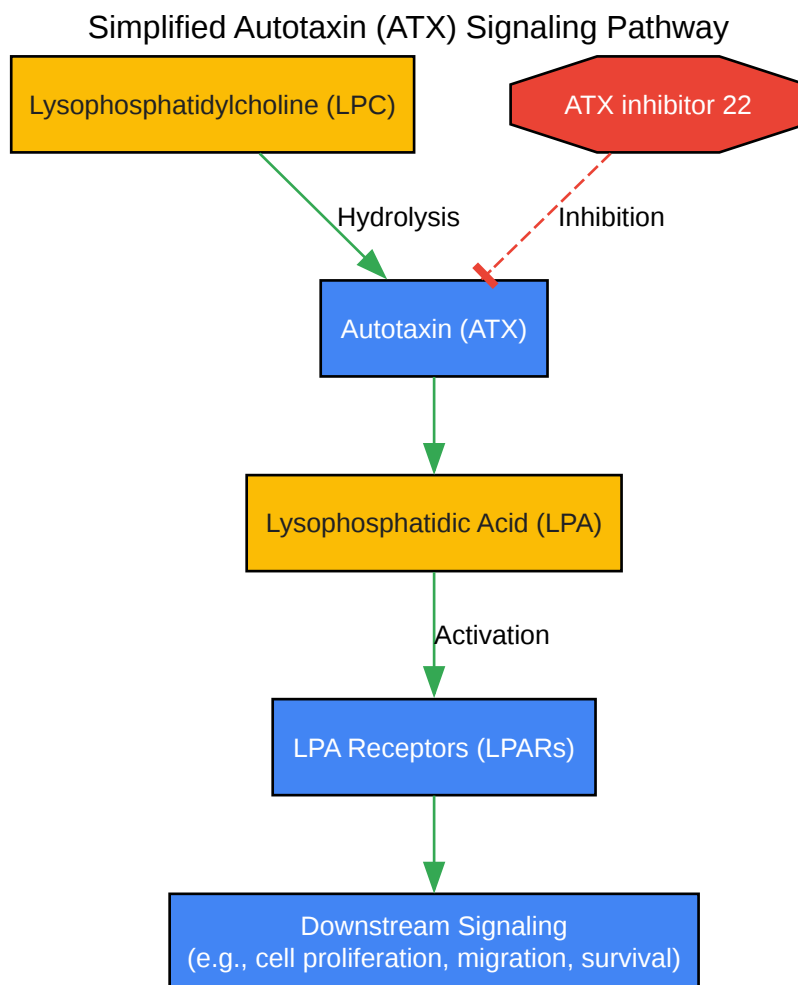 Simplified Autotaxin (ATX) Signaling Pathway
Lysophosphatidylcholine (LPC)
ATX inhibitor 22
Hydrolysis
Inhibition
Autotaxin (ATX)
Lysophosphatidic Acid (LPA)
Activation
LPA Receptors (LPARs)
Downstream Signaling
(e.g., cell proliferation, migration, survival)